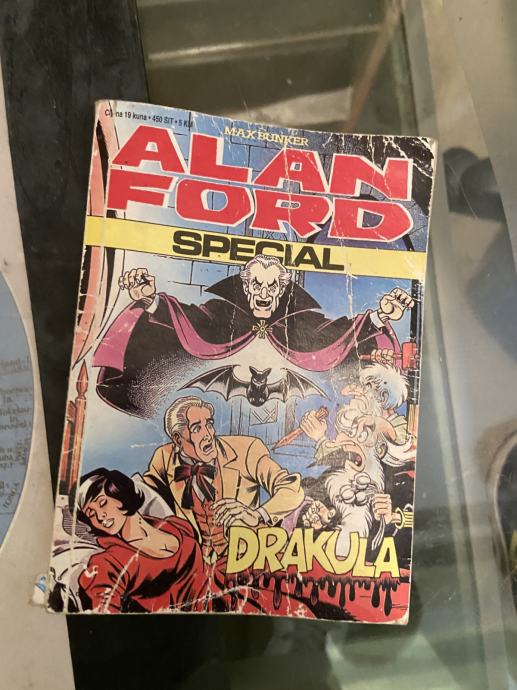 Cijena 19 kuna • 450 SIT • 5 KM
MAX BUNKER
ALAN
FORD
SPECIAL
DRAKULA